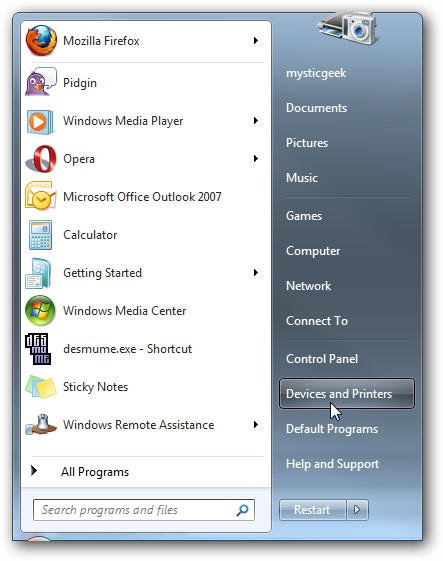 Mozilla Firefox
Pidgin
Windows Media Player
Opera
Microsoft Office Outlook 2007
Calculator
Getting Started
Windows Media Center
DES
MUME
desmume.exe - Shortcut
Sticky Notes
Windows Remote Assistance
All Programs
Search programs and files
mysticgeek
Documents
Pictures
Music
Games
Computer
Network
Connect To
Control Panel
Devices and Printers
Default Programs
Help and Support
Restart